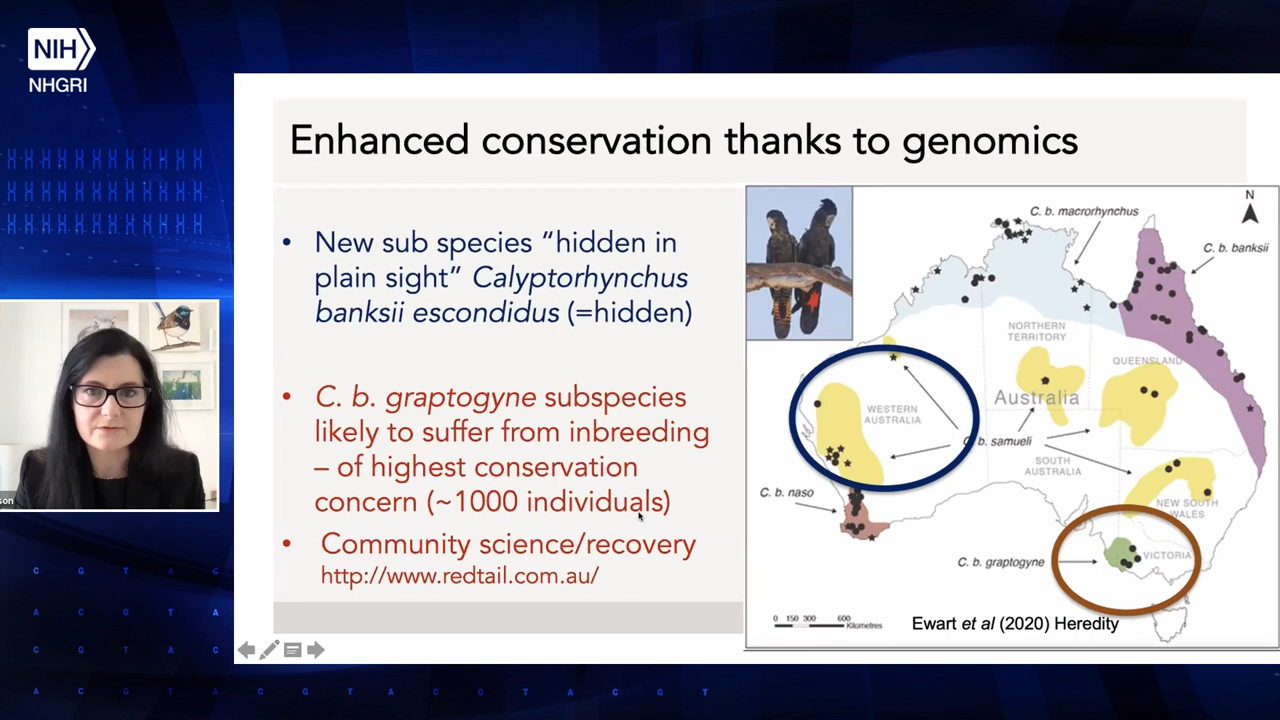 NIH
NHGRI
Enhanced conservation thanks to genomics
• New sub species “hidden in
plain sight” Calyptorhynchus
banksii escondidus (=hidden)
• C. b. graptogyne subspecies
likely to suffer from inbreeding
– of highest conservation
concern (~1000 individuals)
• Community science/recovery
http://www.redtail.com.au/
N
C. b. macrorhynchus
C. b. banksii
NORTHERN
TERRITORY
QUEENSLAND
Australia
WESTERN
AUSTRALIA
b. samueli
SOUTH
AUSTRALIA
C. b. naso
NEW SOUTH
WALES
C. b. graptogyne
VICTORIA
0 150 300 600
Kilometres
Ewart et al (2020) Heredity
son
C G T A C
A C G T A
C G T A C
A C G T A C G T A C T A C G T